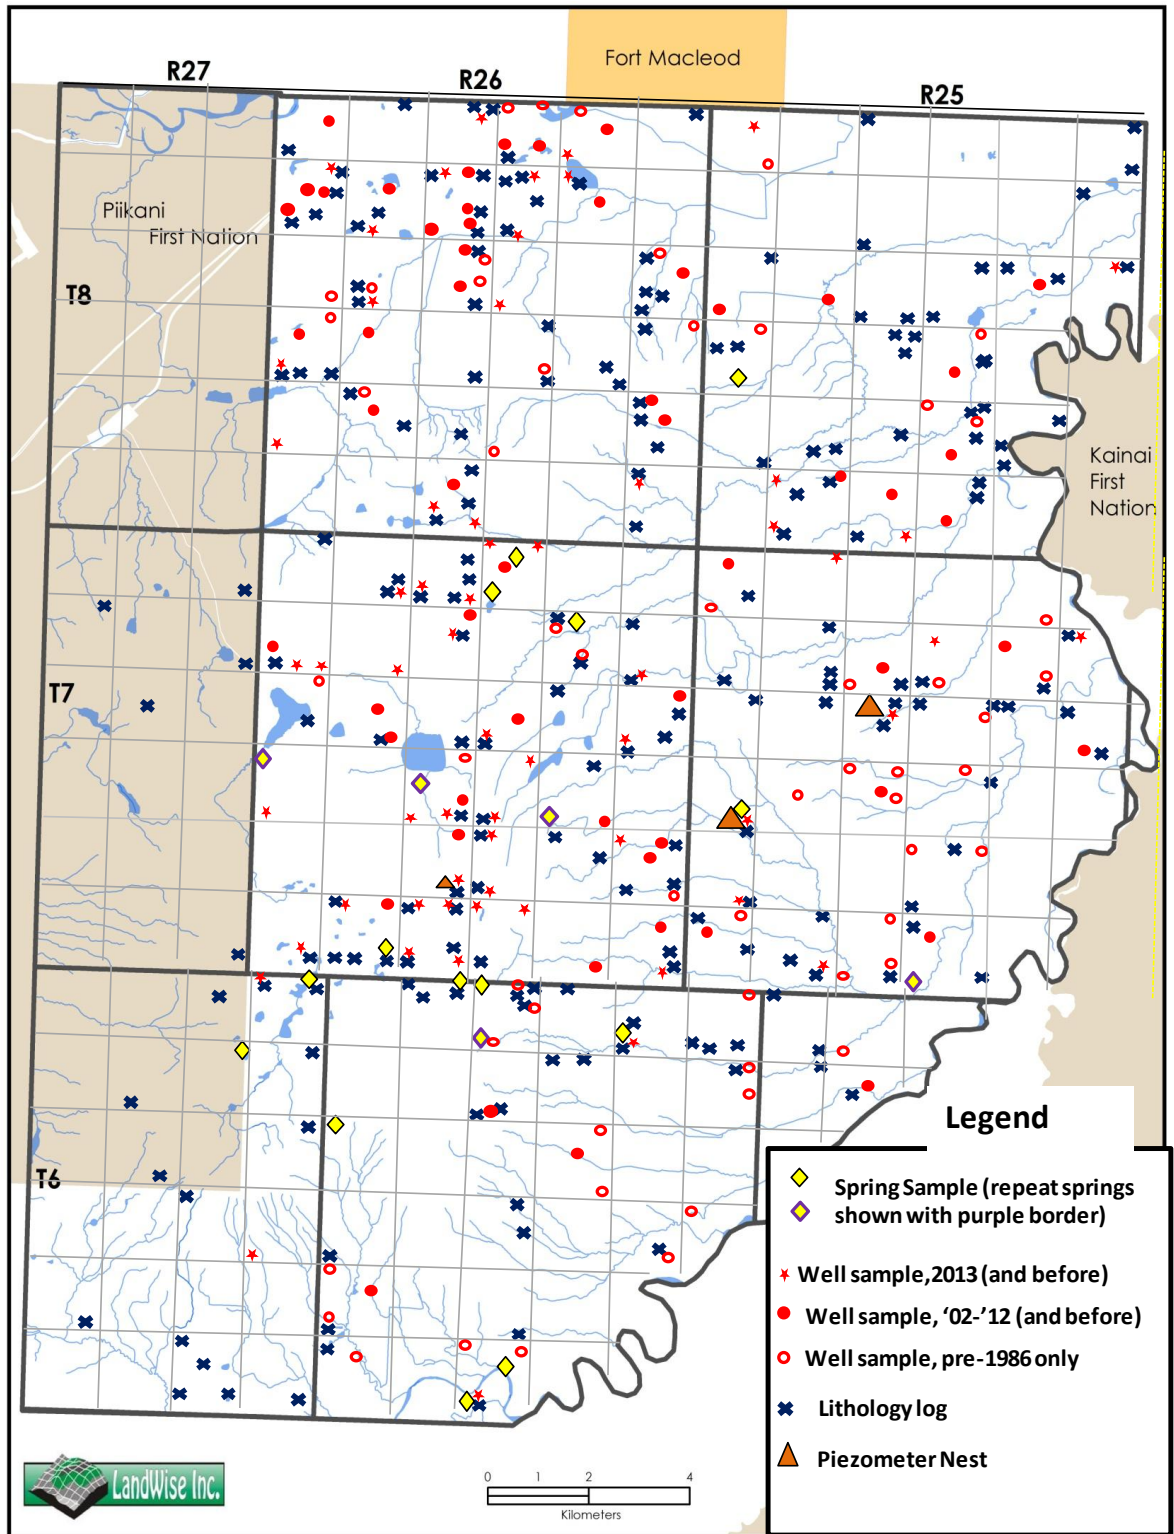 Fort Macleod
R27
R26
R25
Piikani
First Nation
T8
Kainai
First
Nation
T7
T6
Legend
Spring Sample (repeat springs
shown with purple border)
Well sample,2013 (and before)
Well sample, ‘02-’12 (and before)
Well sample, pre-1986 only
Lithology log
Piezometer Nest
LandWise Inc.
0 1 2 4
Kilometers